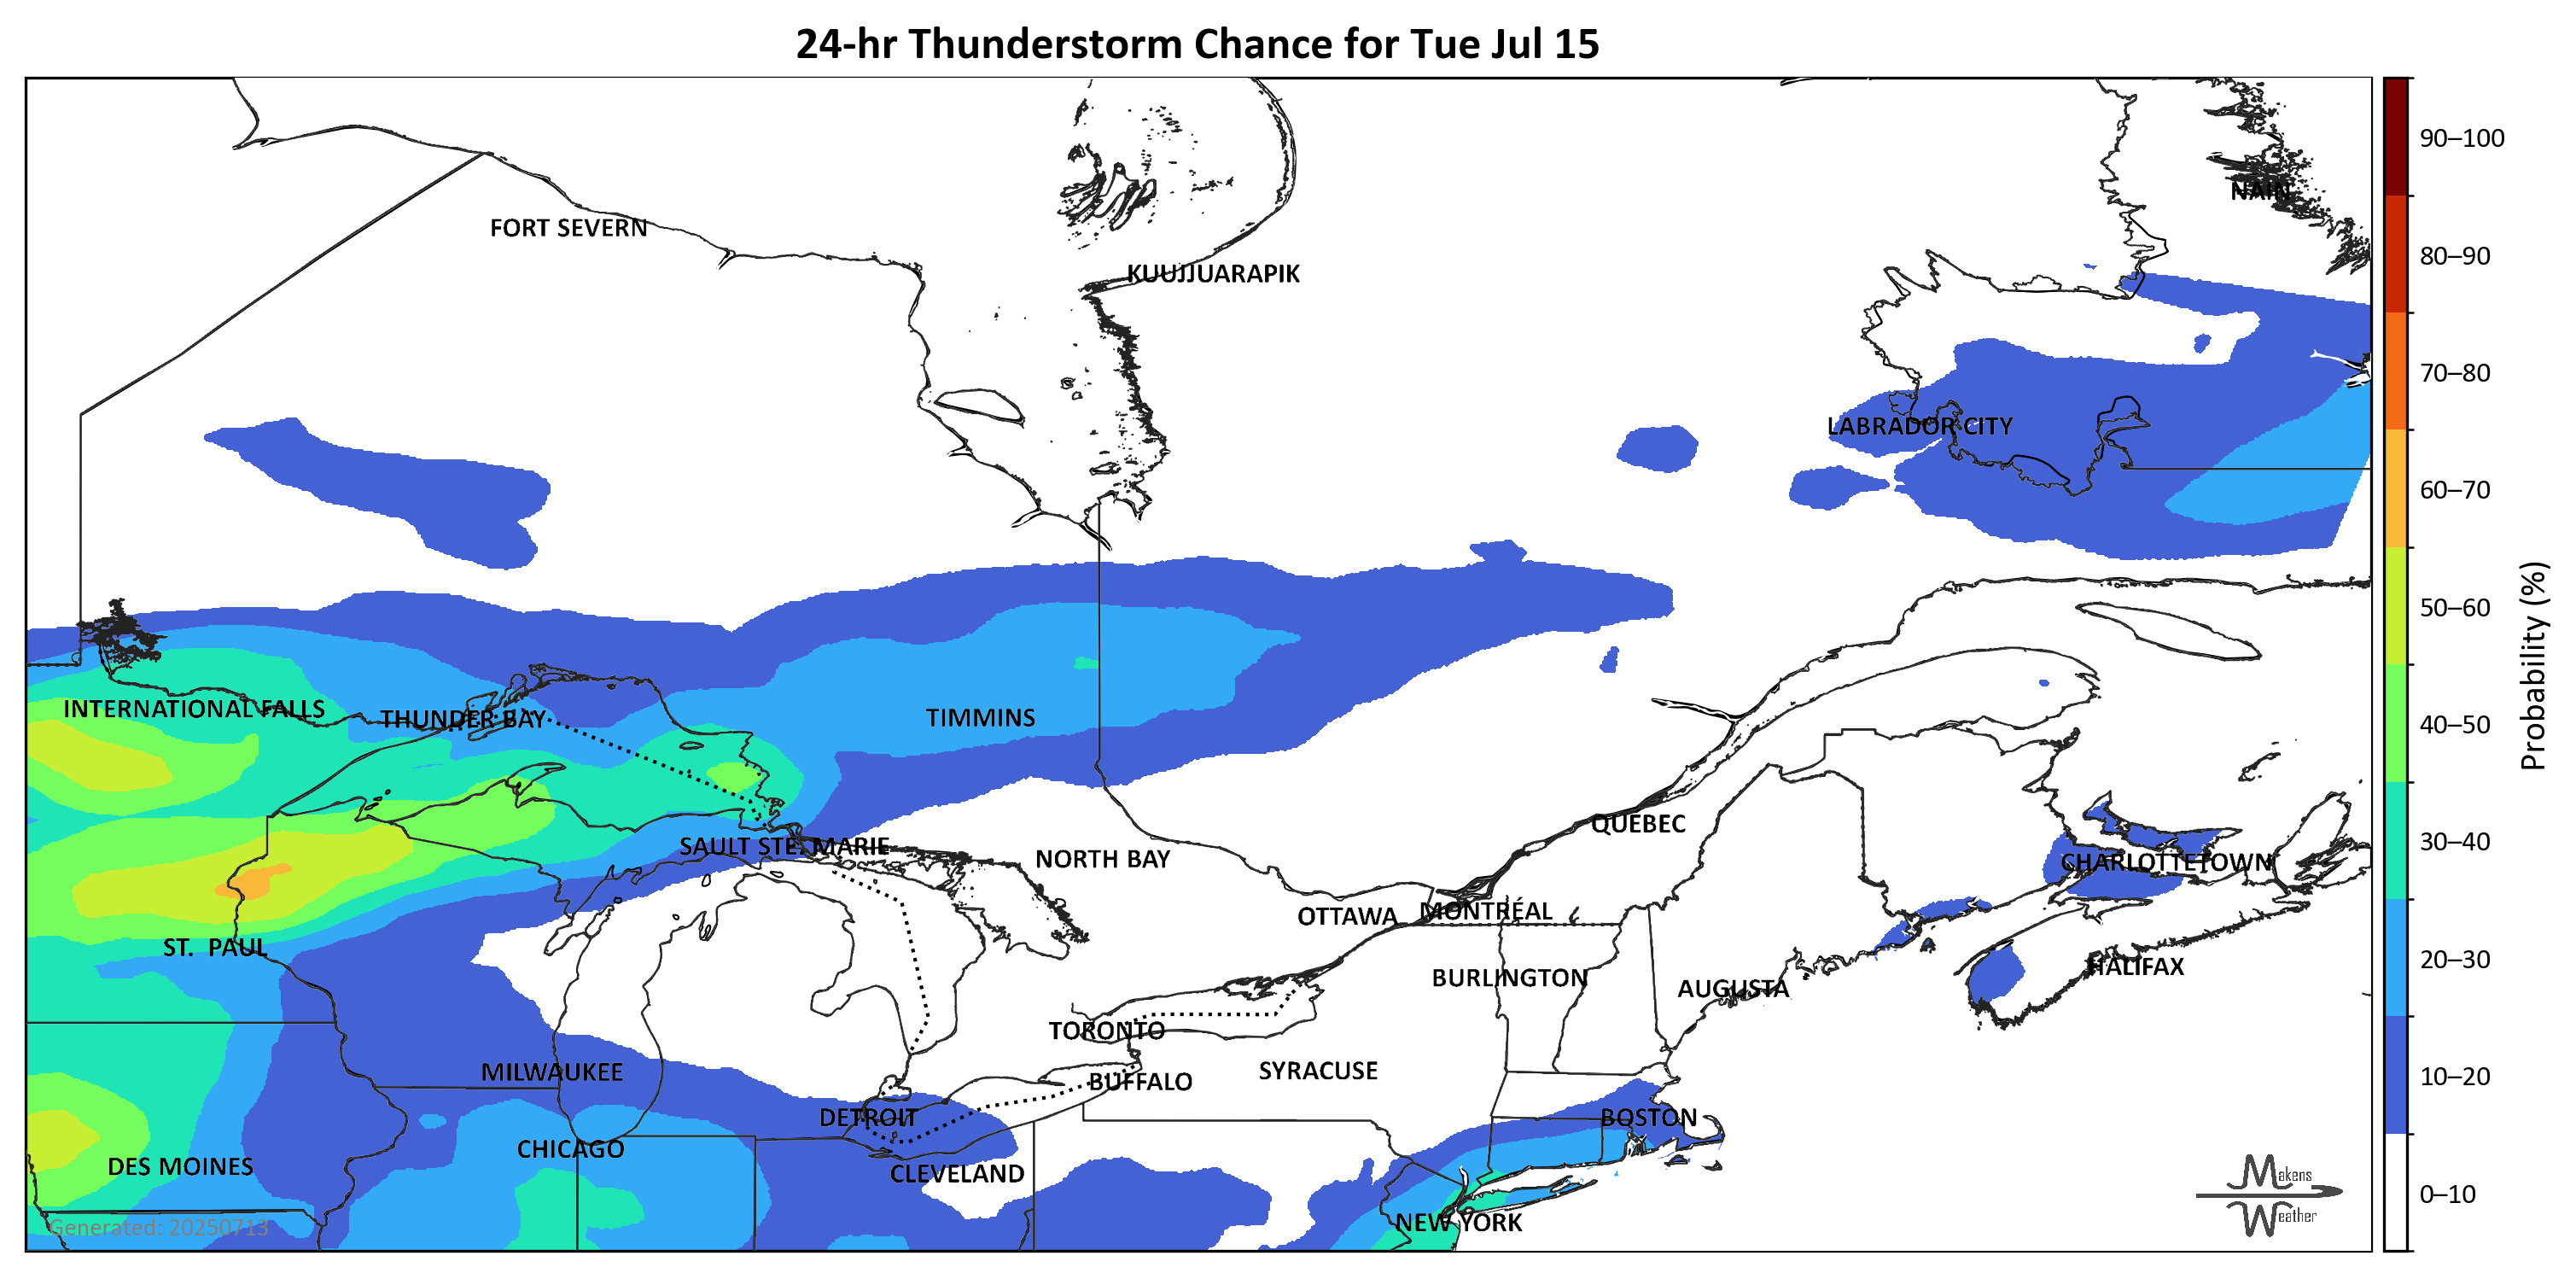 24-hr Thunderstorm Chance for Tue Jul 15
90–100
NAIN
FORT SEVERN
80–90
KUUJJUARAPIK
70–80
LABRADOR CITY
60–70
50–60
INTERNATIONAL FALLS
THUNDER BAY
TIMMINS
40–50
Probability (%)
QUEBEC
SAULT STE. MARIE
NORTH BAY
CHARLOTTETOWN
30–40
OTTAWA
MONTRÉAL
ST. PAUL
BURLINGTON
HALIFAX
20–30
AUGUSTA
TORONTO
MILWAUKEE
SYRACUSE
BUFFALO
10–20
DETROIT
BOSTON
CHICAGO
DES MOINES
CLEVELAND
Makens
Weather
0–10
NEW YORK
Generated: 20250713